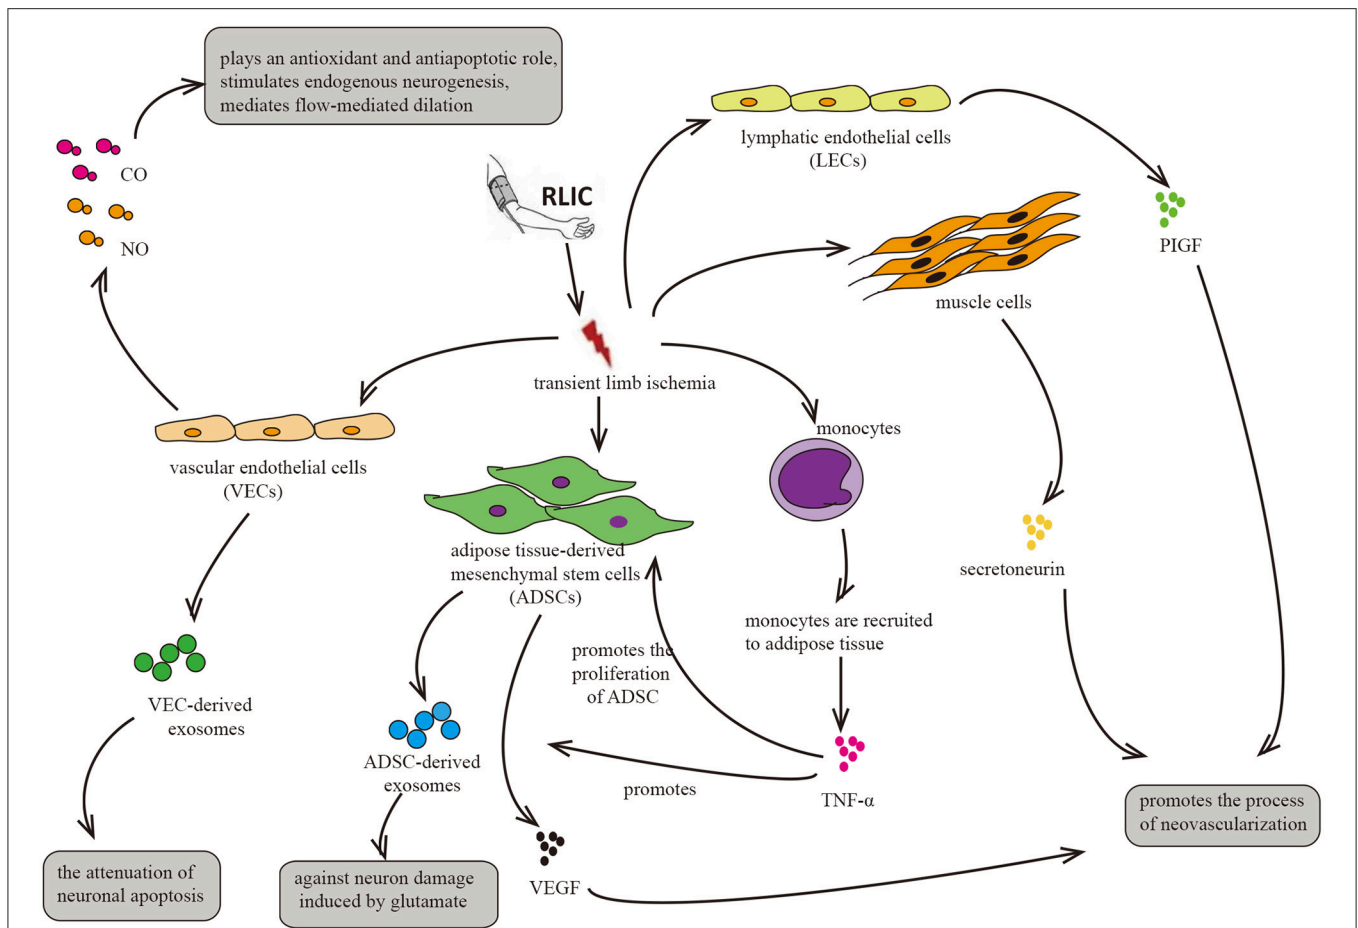 plays an antioxidant and antiapoptotic role,
stimulates endogenous neurogenesis,
mediates flow-mediated dilation
CO
NO
RLIC
lymphatic endothelial cells
(LECs)
PIGF
muscle cells
transient limb ischemia
monocytes
vascular endothelial cells
(VECs)
adipose tissue-derived
mesenchymal stem cells
(ADSCs)
secretoneurin
monocytes are recruited
to addipose tissue
promotes the
proliferation
of ADSC
VEC-derived
exosomes
ADSC-derived
exosomes
promotes
TNF-α
promotes the process
of neovascularization
the attenuation of
neuronal apoptosis
against neuron damage
induced by glutamate
VEGF